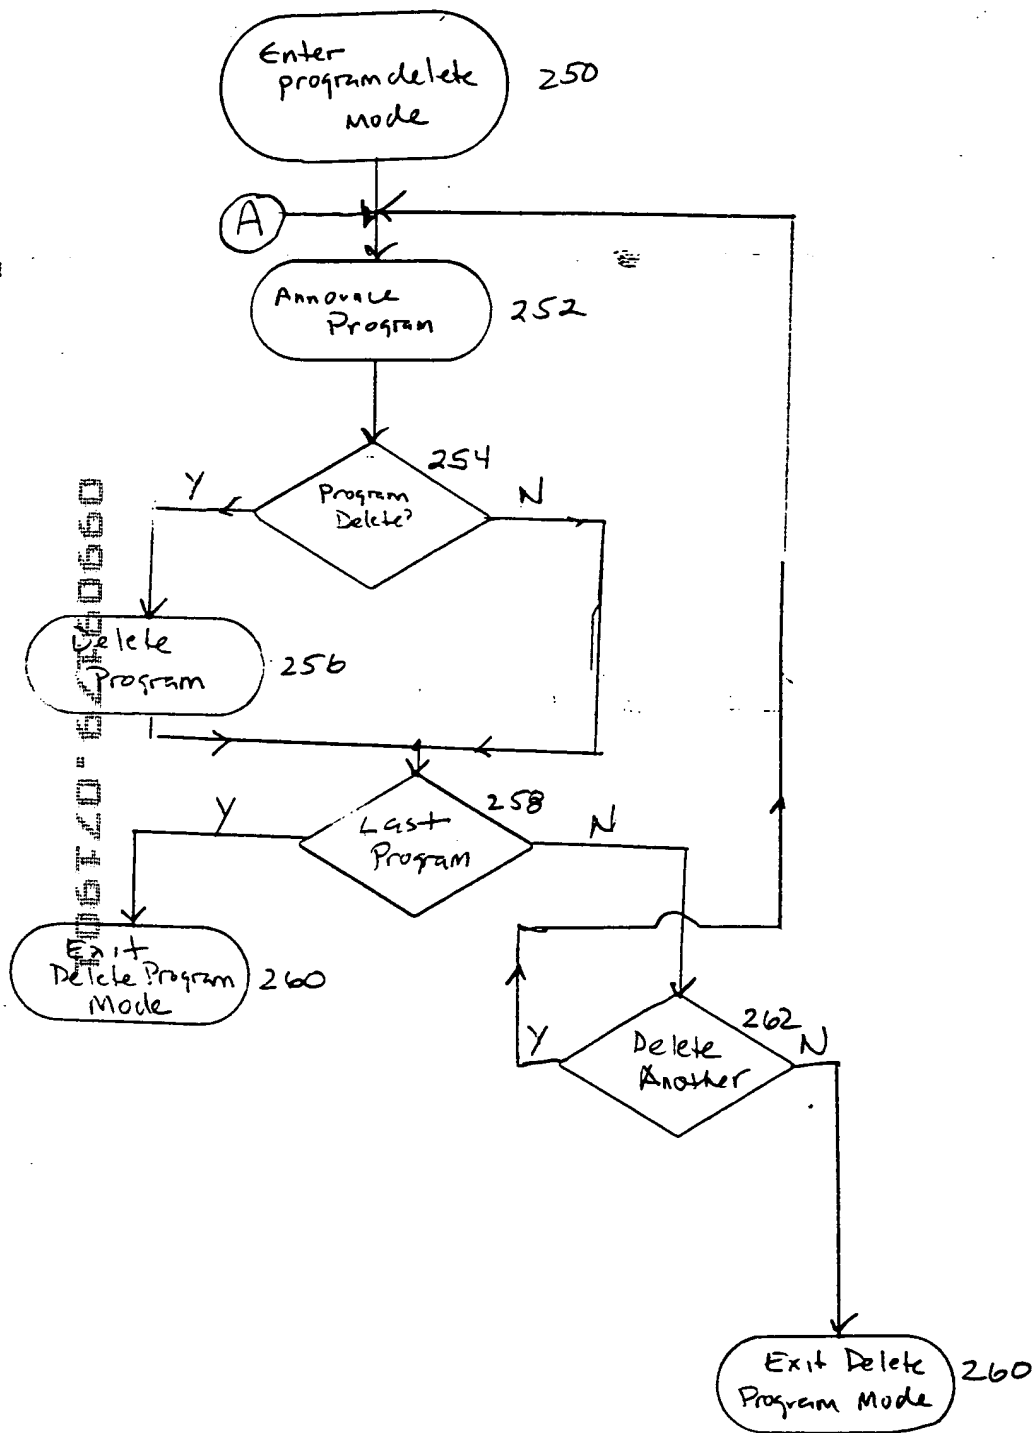 Enter
program delete
Mode
250
A
Announce
Program
252
254
Y
Program
Delete?
N
Delete
Program
256
258
Y
Last
Program
N
Exit
Delete Program
Mode
260
262
Y
Delete
Another
N
Exit Delete
Program Mode
260